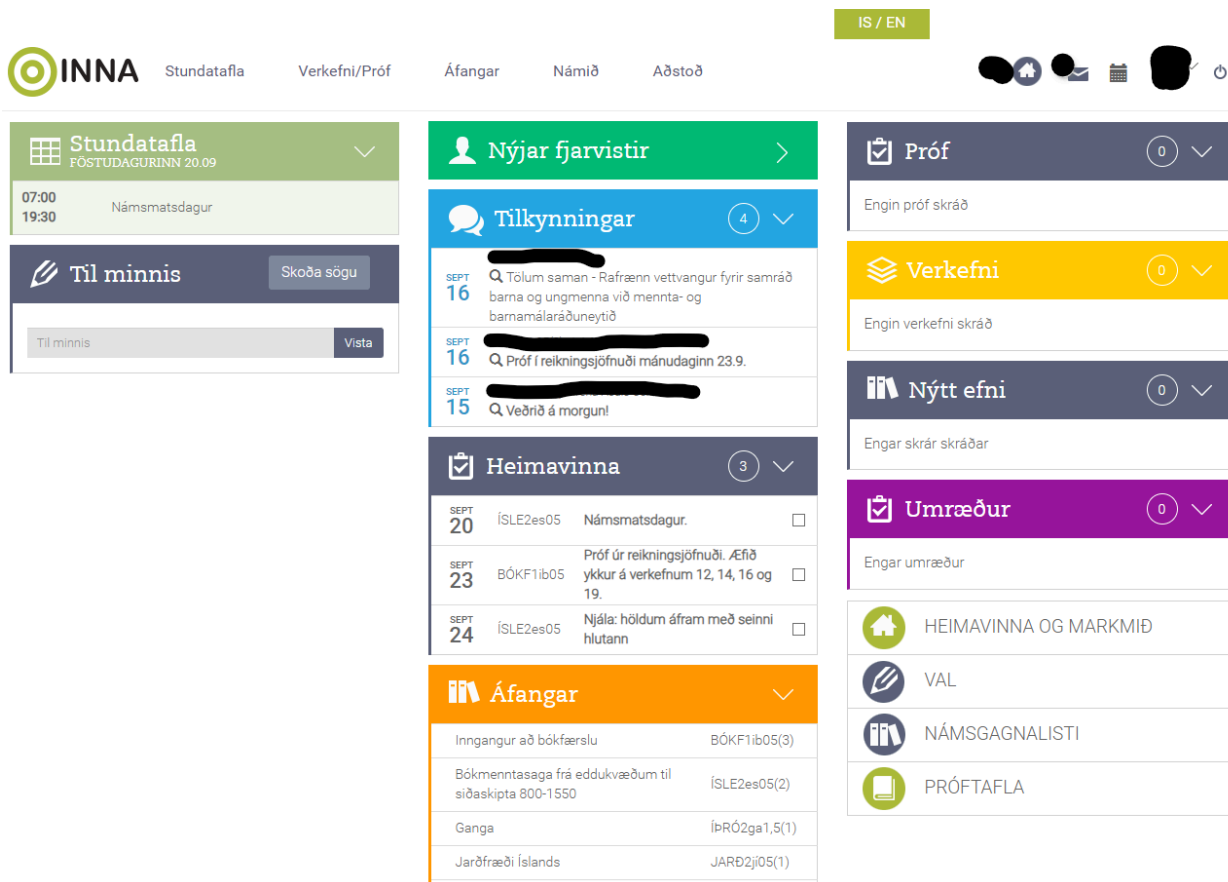 IS / EN
INNA
Stundatafla
Verkefni/Próf
Áfangar
Námið
Aðstoð
Stundatafla
FÖSTUDAGURINN 20.09
07:00
19:30
Námsmatsdagur
Til minnis
Skoða sögu
Til minnis
Vista
Nýjar fjarvistir
Tilkynningar
4
SEPT
16
Tölum saman - Rafrænn vettvangur fyrir samráð
barna og ungmenna við mennta- og
barnamálaráðuneytið
SEPT
16
Próf í reikningsjöfnuði mánudaginn 23.9.
SEPT
15
Veðrið á morgun!
Heimavinna
3
SEPT
20
ÍSLE2es05
Námsmatsdagur.
SEPT
23
BÓKF1ib05
Próf úr reikningsjöfnuði. Æfið
ykkur á verkefnum 12, 14, 16 og
19.
SEPT
24
ÍSLE2es05
Njála: höldum áfram með seinni
hlutann
Áfangar
Inngangur að bókfærslu
BÓKF1ib05(3)
Bókmenntasaga frá eddukvæðum til
siðaskipta 800-1550
ÍSLE2es05(2)
Ganga
ÍÞRÓ2ga1,5(1)
Jarðfræði Íslands
JARÐ2jí05(1)
Próf
0
Engin próf skráð
Verkefni
0
Engin verkefni skráð
Nýtt efni
0
Engar skrár skráðar
Umræður
0
Engar umræður
HEIMAVINNA OG MARKMIÐ
VAL
NÁMSGAGNALISTI
PRÓFTAFLA